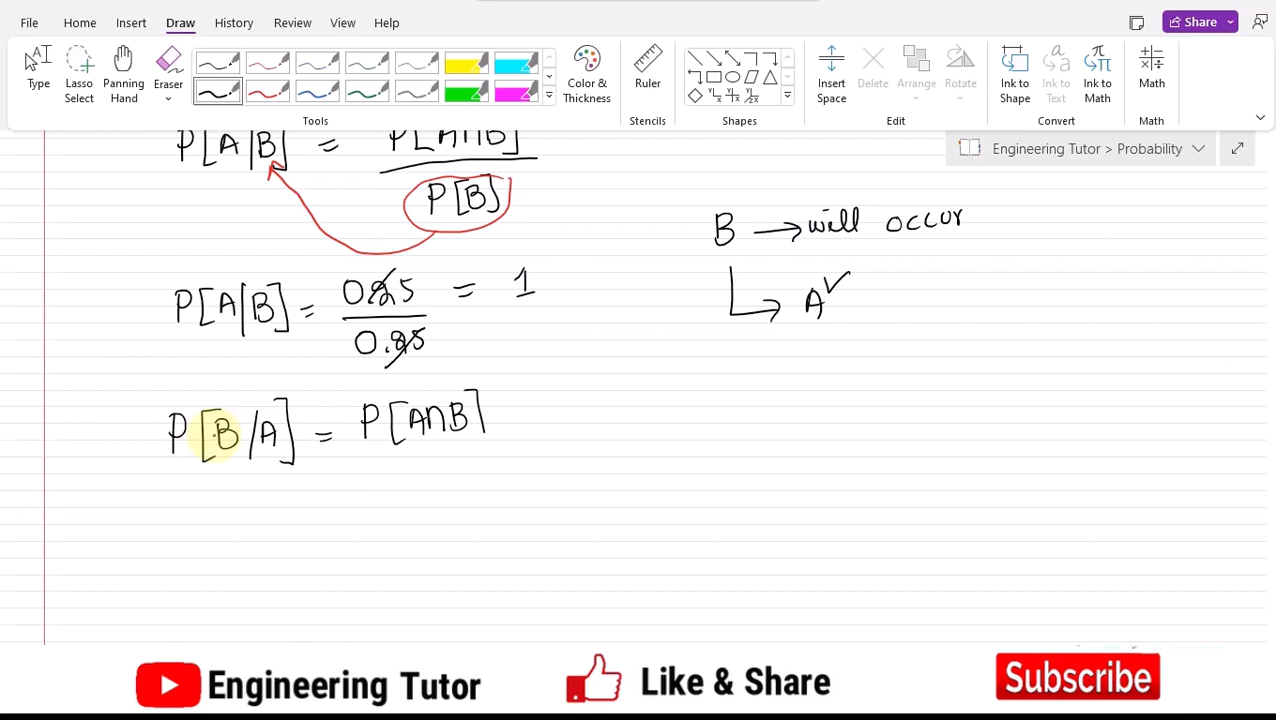 File Home Insert Draw History Review View Help Share
Type Lasso Select Panning Hand Eraser Color & Thickness Ruler Insert Space Delete Arrange Rotate Ink to Shape Ink to Text Ink to Math Math
Tools Stencils Shapes Edit Convert Math
Engineering Tutor > Probability
P[A|B] = P[A∩B] / P[B]
B → will occur
P[A|B] = 0.25 / 0.25 = 1
↳ A ✓
P[B/A] = P[A∩B]
Engineering Tutor Like & Share Subscribe